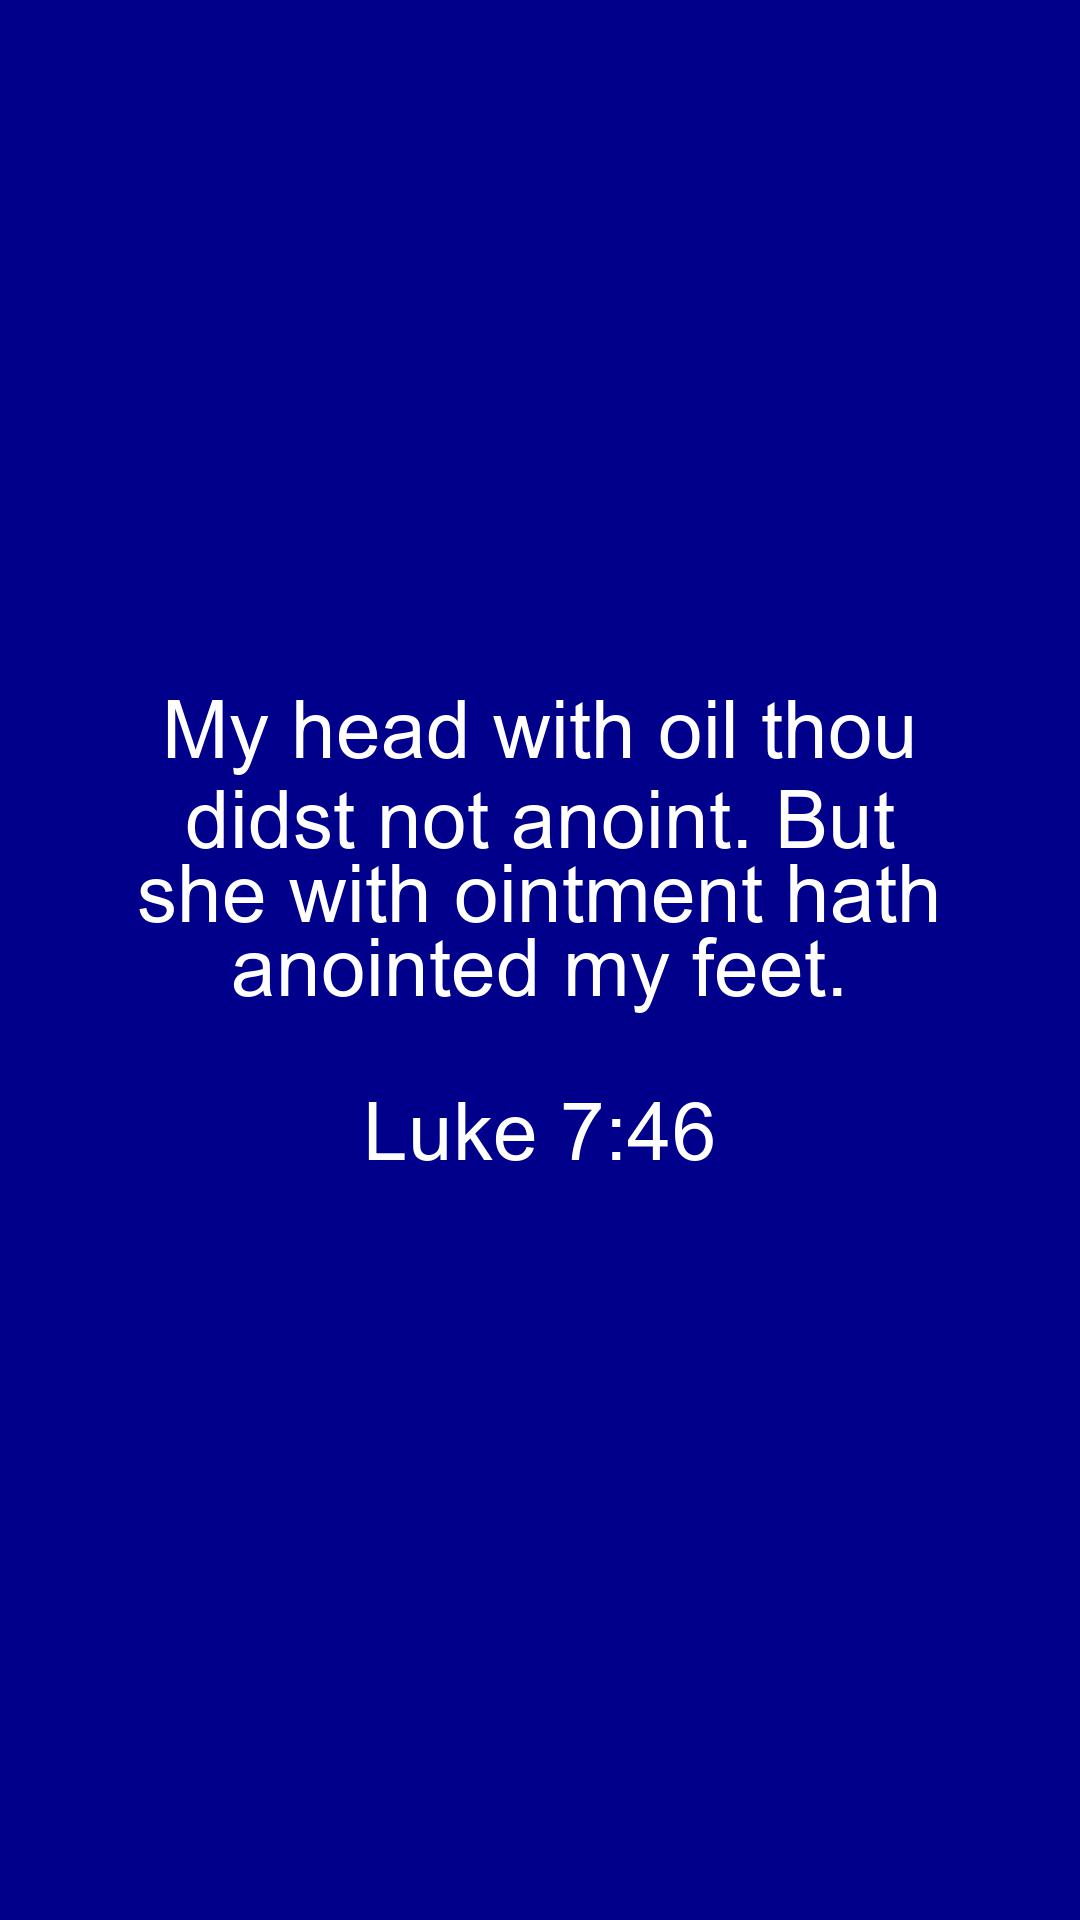 My head with oil thou
didst not anoint. But
she with ointment hath
anointed my feet.
Luke 7:46